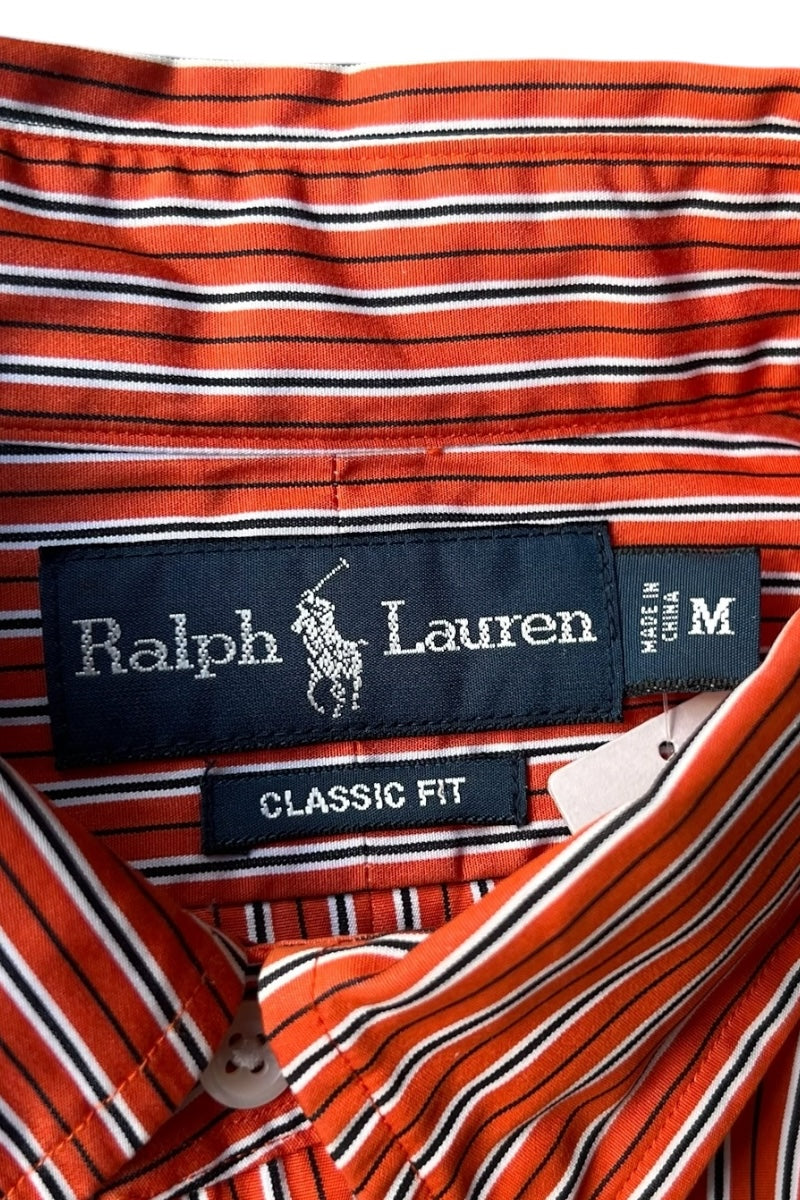 Ralph Lauren
MADE IN
CHINA
M
CLASSIC FIT